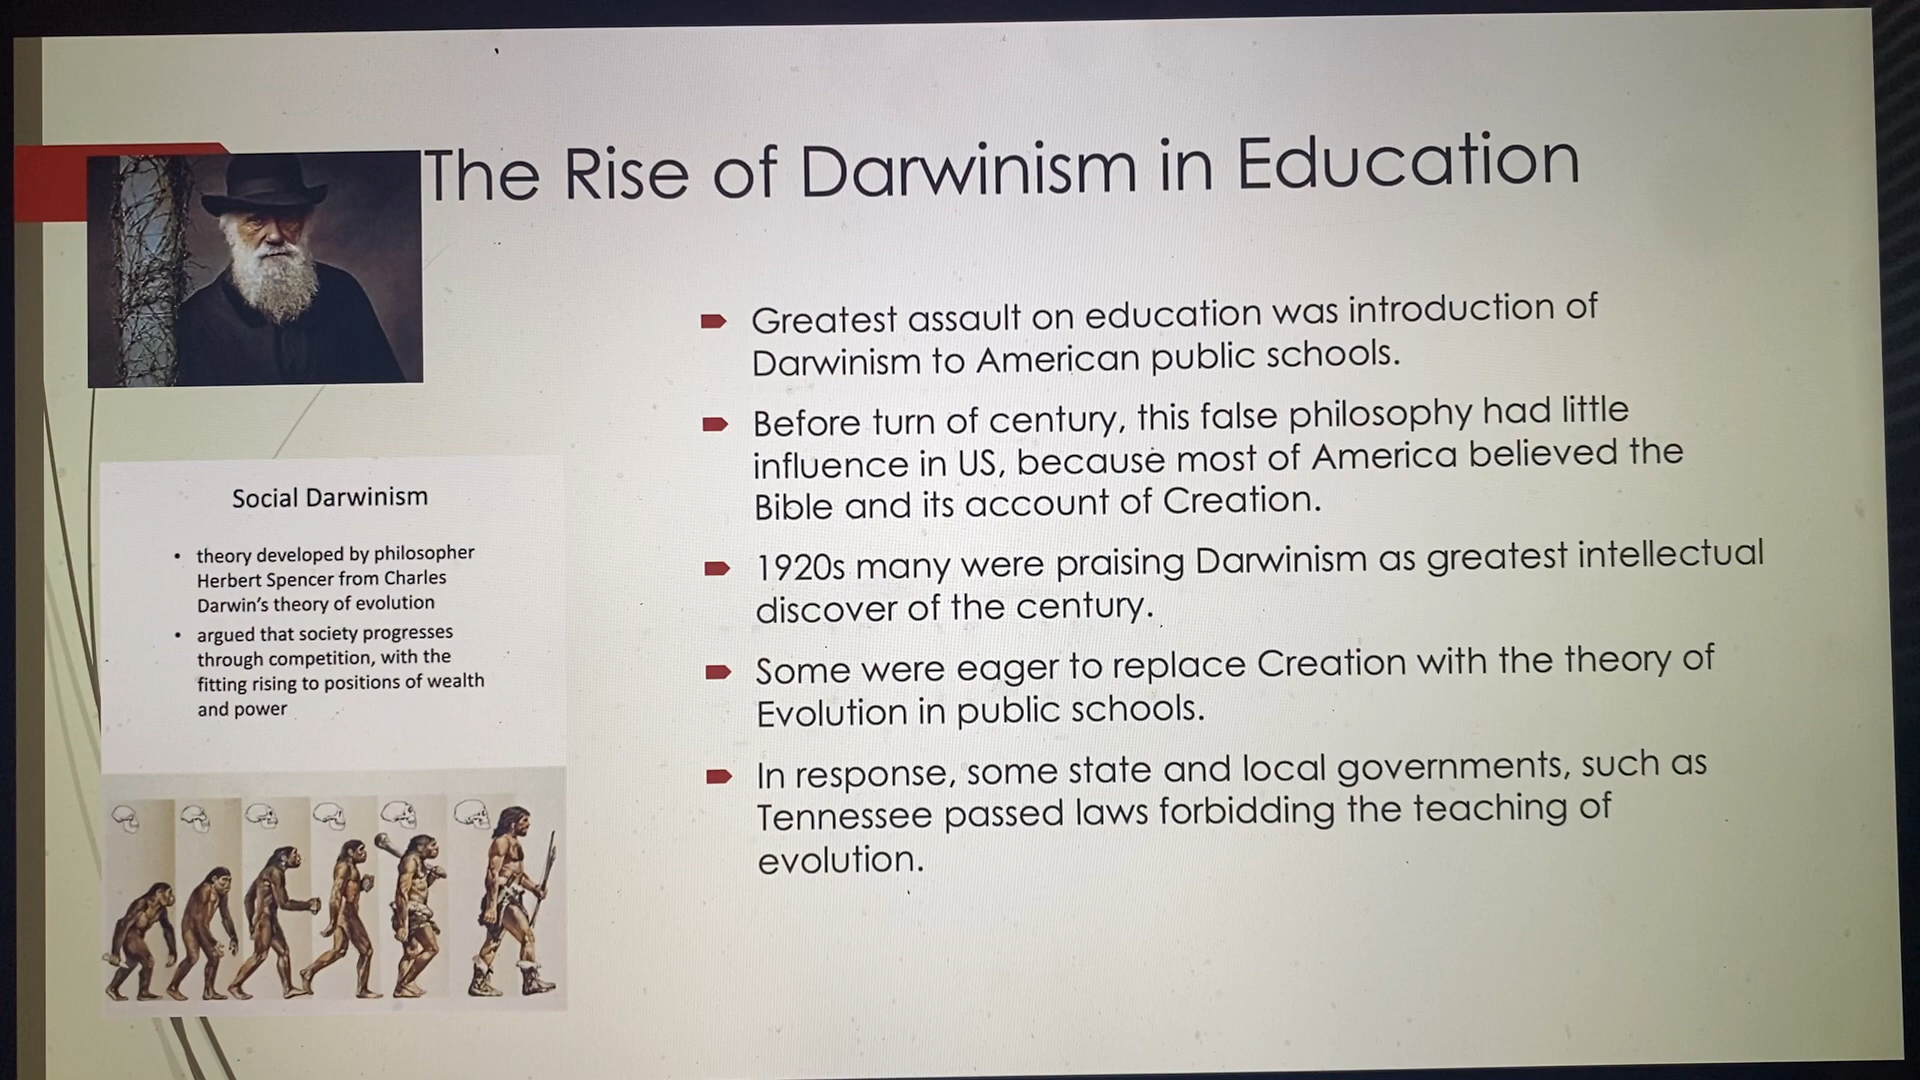 The Rise of Darwinism in Education
Greatest assault on education was introduction of
Darwinism to American public schools.
Before turn of century, this false philosophy had little
influence in US, because most of America believed the
Bible and its account of Creation.
1920s many were praising Darwinism as greatest intellectual
discover of the century.
Some were eager to replace Creation with the theory of
Evolution in public schools.
In response, some state and local governments, such as
Tennessee passed laws forbidding the teaching of
evolution.
Social Darwinism
• theory developed by philosopher
Herbert Spencer from Charles
Darwin's theory of evolution
• argued that society progresses
through competition, with the
fitting rising to positions of wealth
and power